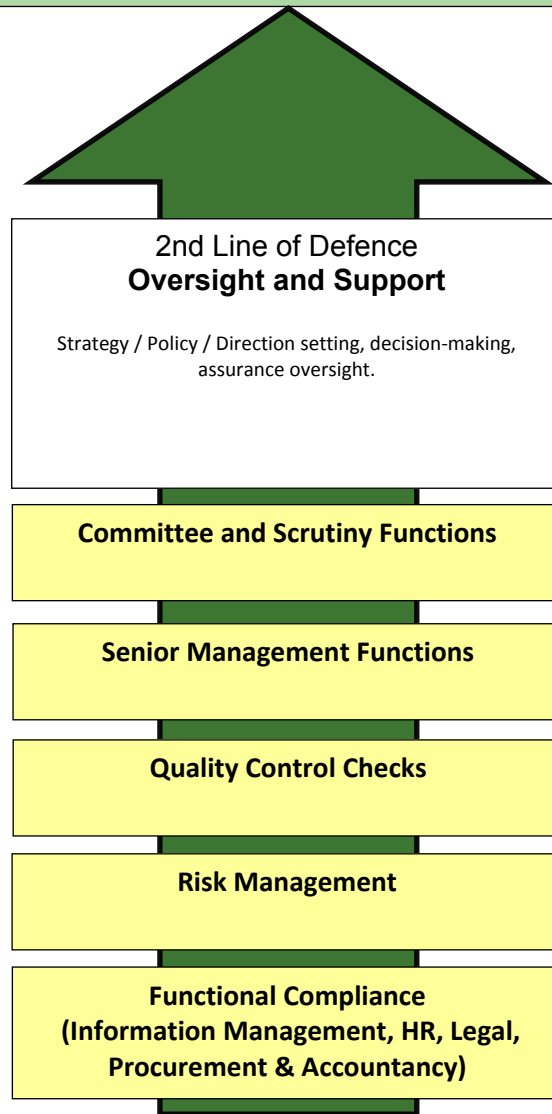 2nd Line of Defence
Oversight and Support
Strategy / Policy / Direction setting, decision-making,
assurance oversight.
Committee and Scrutiny Functions
Senior Management Functions
Quality Control Checks
Risk Management
Functional Compliance
(Information Management, HR, Legal,
Procurement & Accountancy)